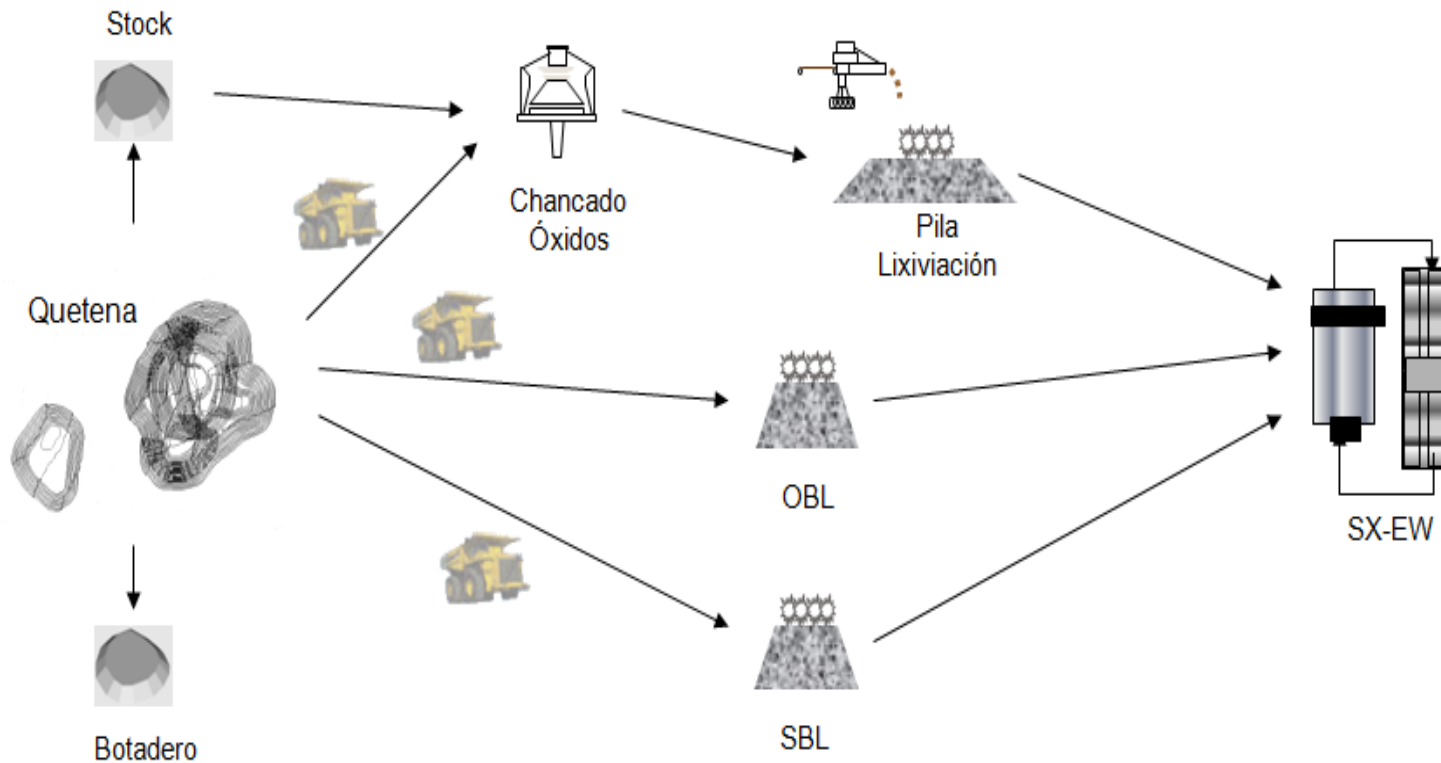 Stock
Chancado
Óxidos
Pila
Lixiviación
Quetena
OBL
SX-EW
Botadero
SBL